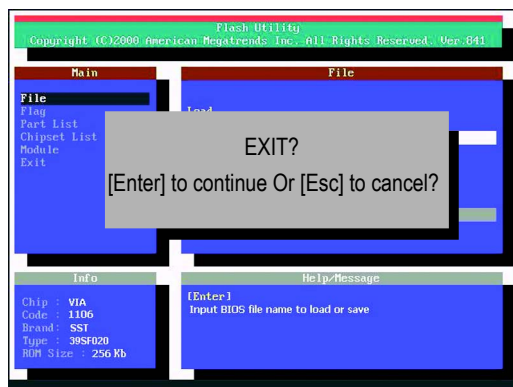 Flash Utility
Copyright (C)2000 American Megatrends Inc. All Rights Reserved. Ver:841
Main
File
Flag
Part List
Chipset List
Module
Exit
File
Load
EXIT?
[Enter] to continue Or [Esc] to cancel?
Info
Chip : VIA
Code : 1106
Brand: SST
Type : 39SF020
ROM Size : 256 Kb
Help/Message
[Enter]
Input BIOS file name to load or save